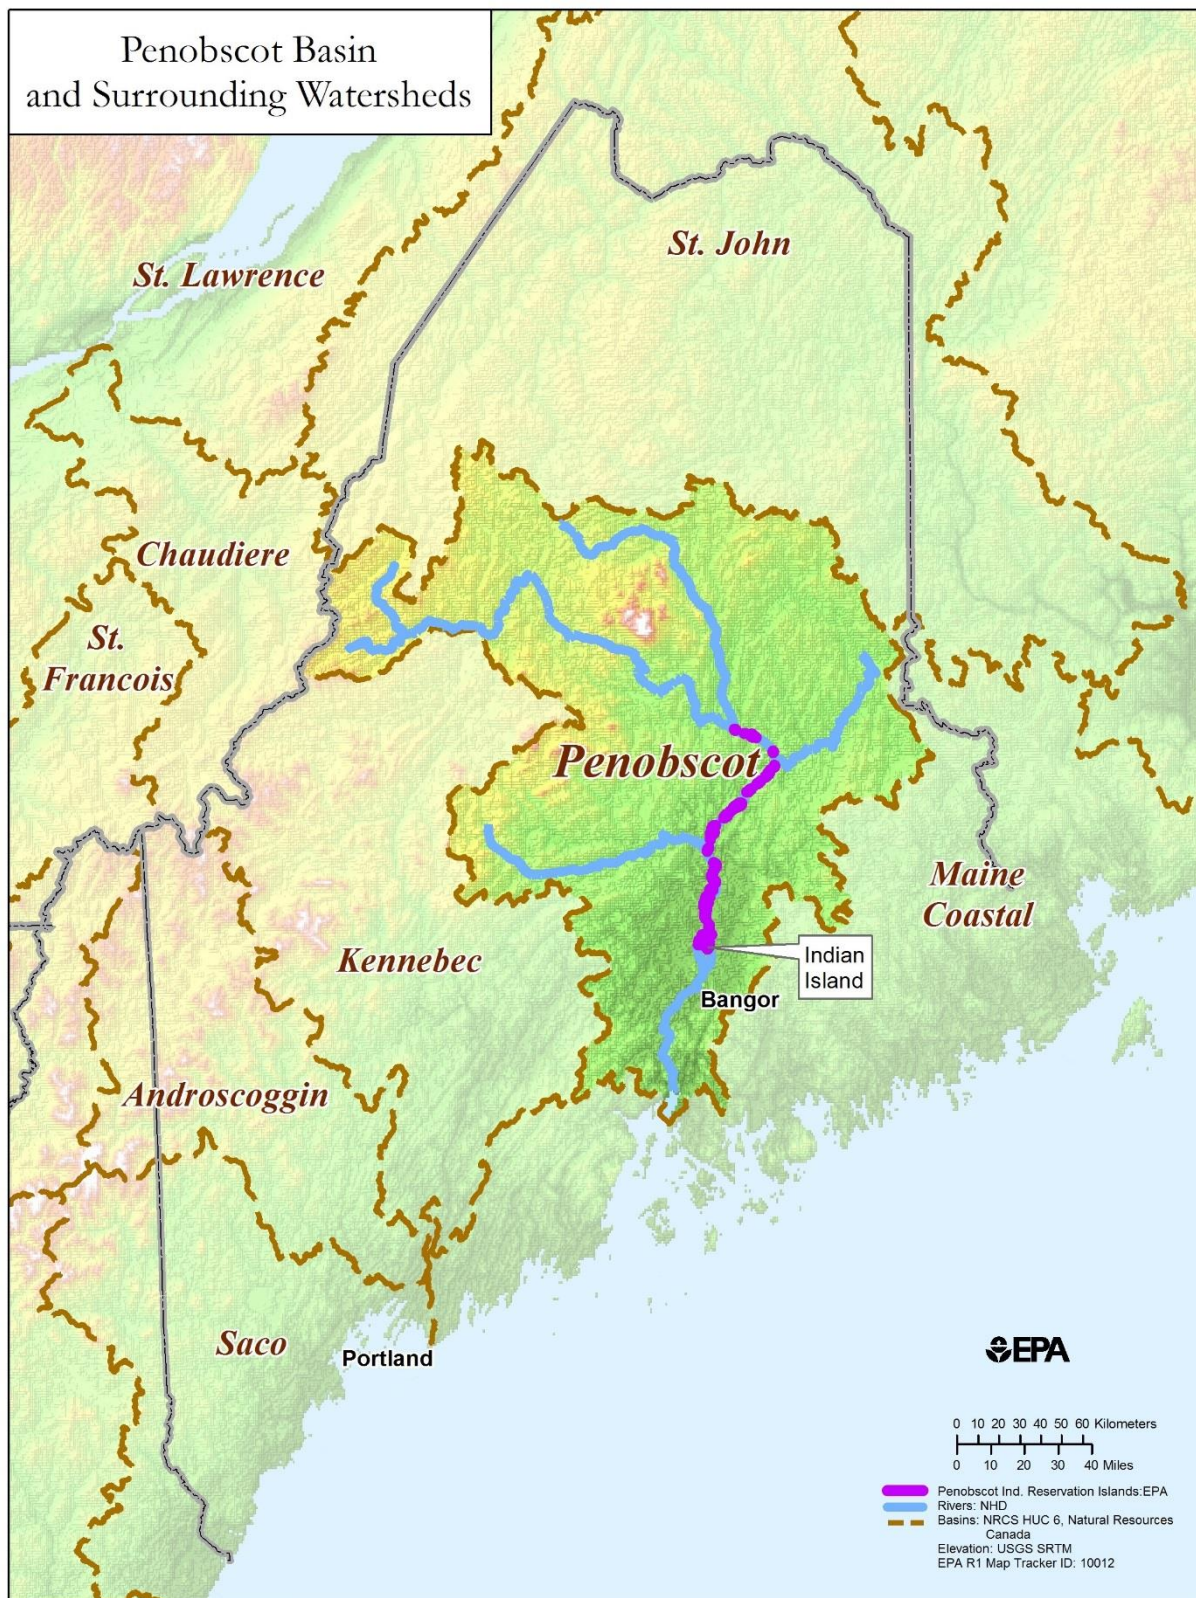 Penobscot Basin
and Surrounding Watersheds
St. John
St. Lawrence
Chaudiere
St.
Francois
Penobscot
Maine
Coastal
Kennebec
Indian
Island
Bangor
Androscoggin
Saco
Portland
EPA
0 10 20 30 40 50 60 Kilometers
0 10 20 30 40 Miles
Penobscot Ind. Reservation Islands:EPA
Rivers: NHD
Basins: NRCS HUC 6, Natural Resources
Canada
Elevation: USGS SRTM
EPA R1 Map Tracker ID: 10012